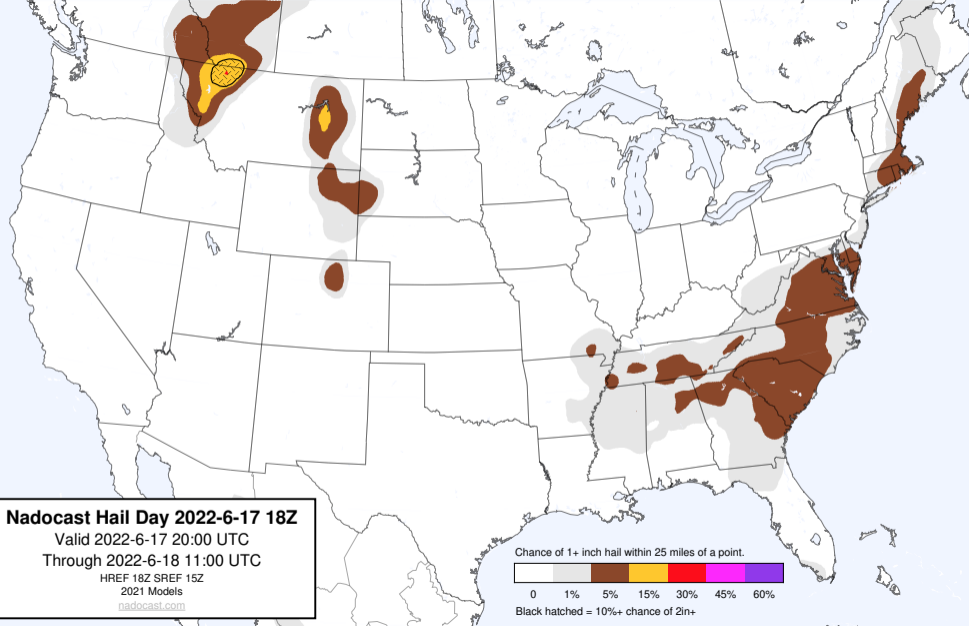 Nadocast Hail Day 2022-6-17 18Z
Valid 2022-6-17 20:00 UTC
Through 2022-6-18 11:00 UTC
HREF 18Z SREF 15Z
2021 Models
nadocast.com
Chance of 1+ inch hail within 25 miles of a point.
0 1% 5% 15% 30% 45% 60%
Black hatched = 10%+ chance of 2in+